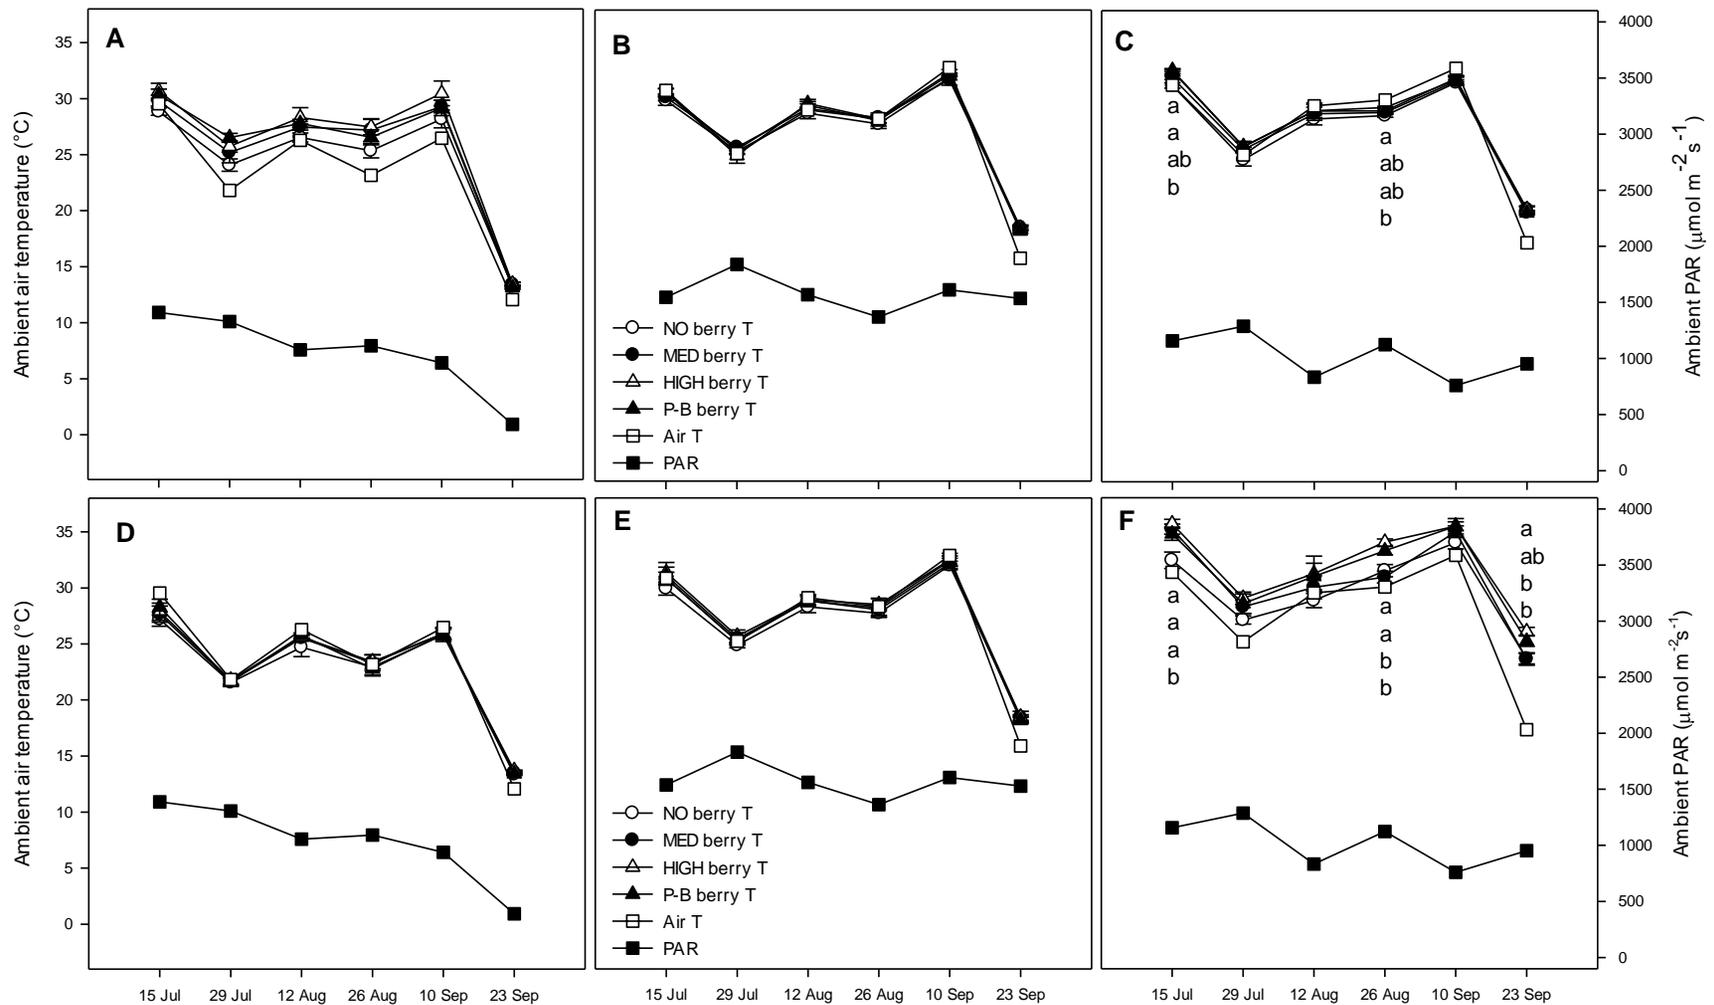 A
B
C
Ambient air temperature (°C)
35
30
25
20
15
10
5
0
NO berry T
MED berry T
HIGH berry T
P-B berry T
Air T
PAR
a
a
ab
b
a
ab
ab
b
4000
3500
3000
2500
2000
1500
1000
500
0
Ambient PAR (μmol m⁻² s⁻¹)
D
E
F
Ambient air temperature (°C)
35
30
25
20
15
10
5
0
NO berry T
MED berry T
HIGH berry T
P-B berry T
Air T
PAR
a
a
a
b
a
a
b
b
a
ab
b
b
4000
3500
3000
2500
2000
1500
1000
500
0
Ambient PAR (μmol m⁻²s⁻¹)
15 Jul 29 Jul 12 Aug 26 Aug 10 Sep 23 Sep
15 Jul 29 Jul 12 Aug 26 Aug 10 Sep 23 Sep
15 Jul 29 Jul 12 Aug 26 Aug 10 Sep 23 Sep